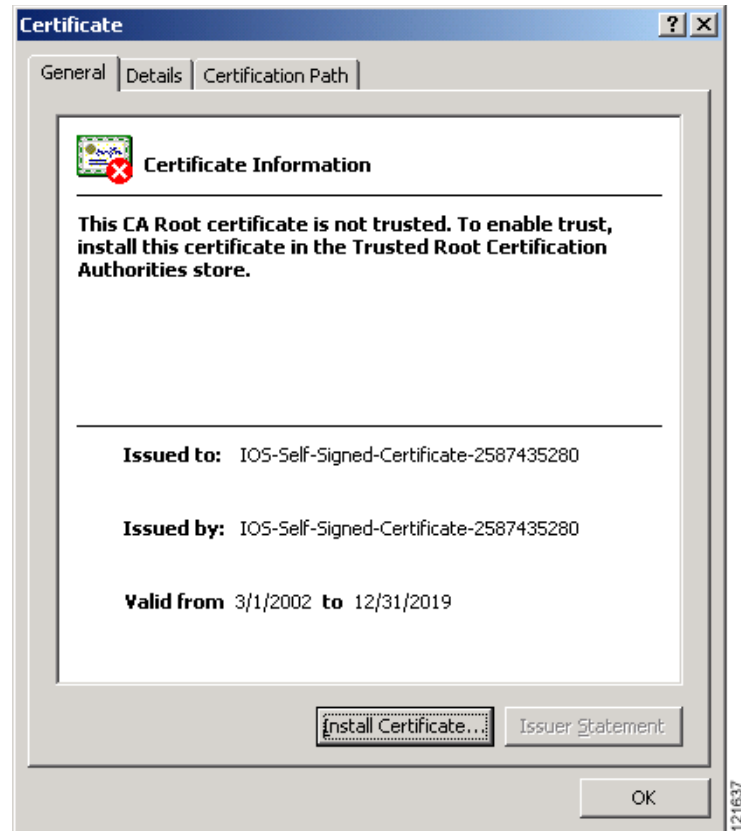 Certificate
? X
General Details Certification Path
Certificate Information
This CA Root certificate is not trusted. To enable trust,
install this certificate in the Trusted Root Certification
Authorities store.
Issued to: IOS-Self-Signed-Certificate-2587435280
Issued by: IOS-Self-Signed-Certificate-2587435280
Valid from 3/1/2002 to 12/31/2019
Install Certificate... Issuer Statement
OK
121637